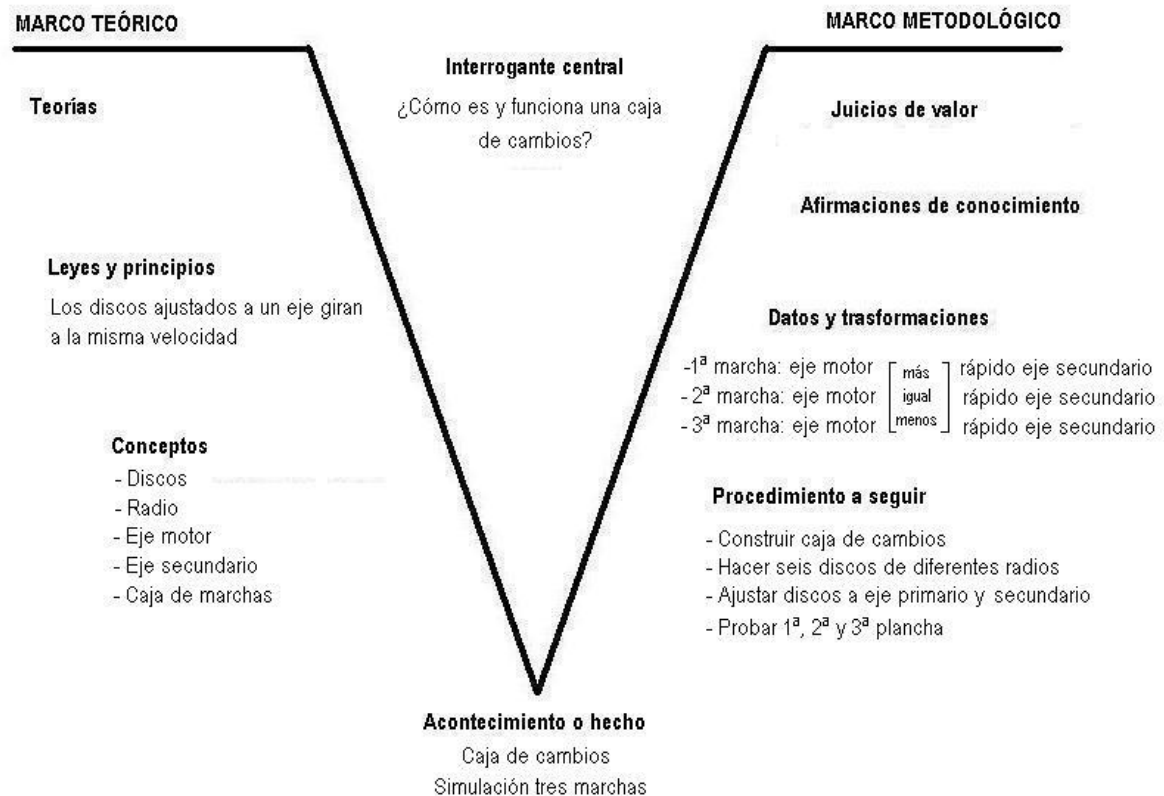 MARCO TEÓRICO
MARCO METODOLÓGICO
Interrogante central
¿Cómo es y funciona una caja
de cambios?
Teorías
Juicios de valor
Afirmaciones de conocimiento
Leyes y principios
Los discos ajustados a un eje giran
a la misma velocidad
Datos y trasformaciones
-1ª marcha: eje motor más rápido eje secundario
- 2ª marcha: eje motor igual rápido eje secundario
- 3ª marcha: eje motor menos rápido eje secundario
Conceptos
- Discos
- Radio
- Eje motor
- Eje secundario
- Caja de marchas
Procedimiento a seguir
- Construir caja de cambios
- Hacer seis discos de diferentes radios
- Ajustar discos a eje primario y secundario
- Probar 1ª, 2ª y 3ª plancha
Acontecimiento o hecho
Caja de cambios
Simulación tres marchas